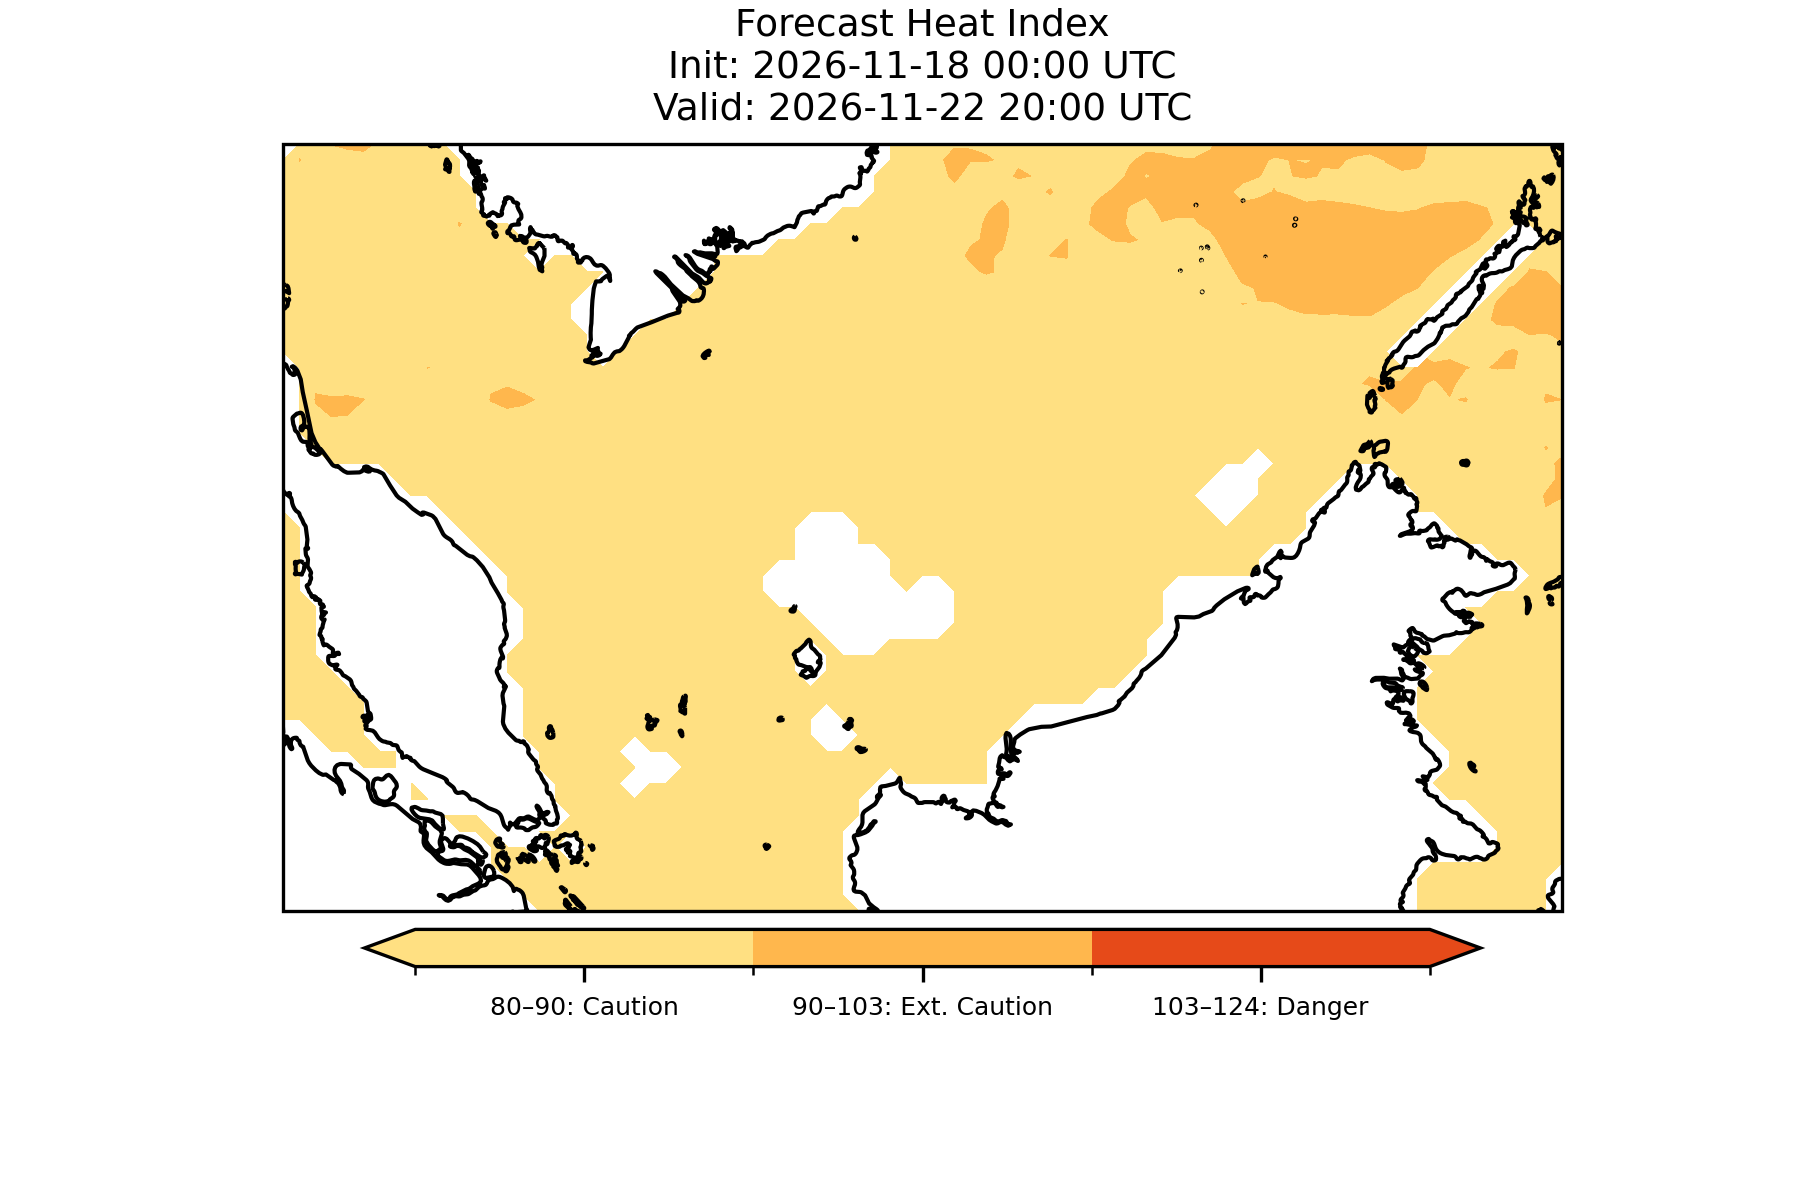 Forecast Heat Index
Init: 2026-11-18 00:00 UTC
Valid: 2026-11-22 20:00 UTC
80–90: Caution
90–103: Ext. Caution
103–124: Danger